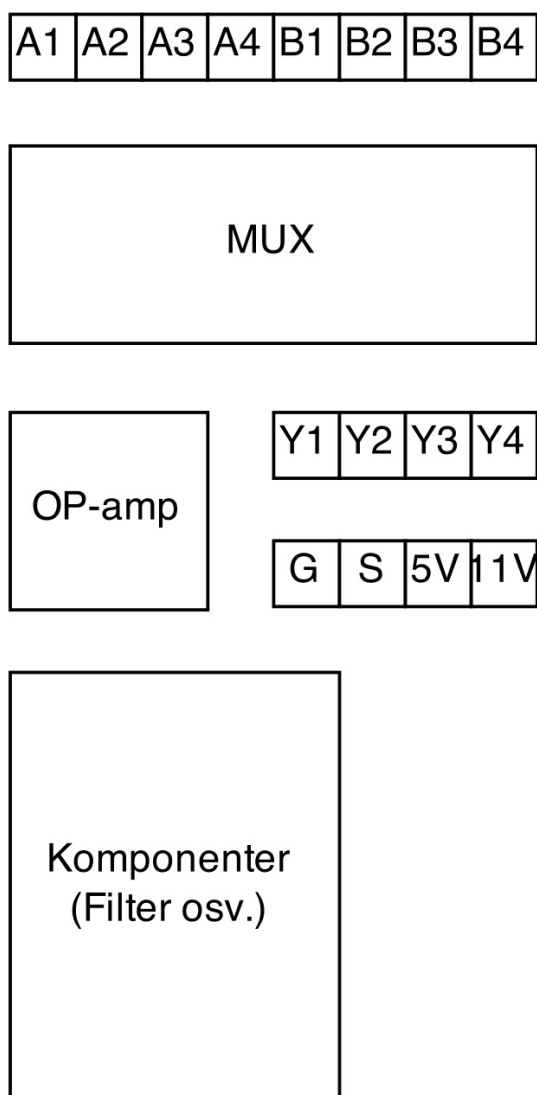 A1 A2 A3 A4 B1 B2 B3 B4
MUX
OP-amp
Y1 Y2 Y3 Y4
G S 5V 11V
Komponenter
(Filter osv.)